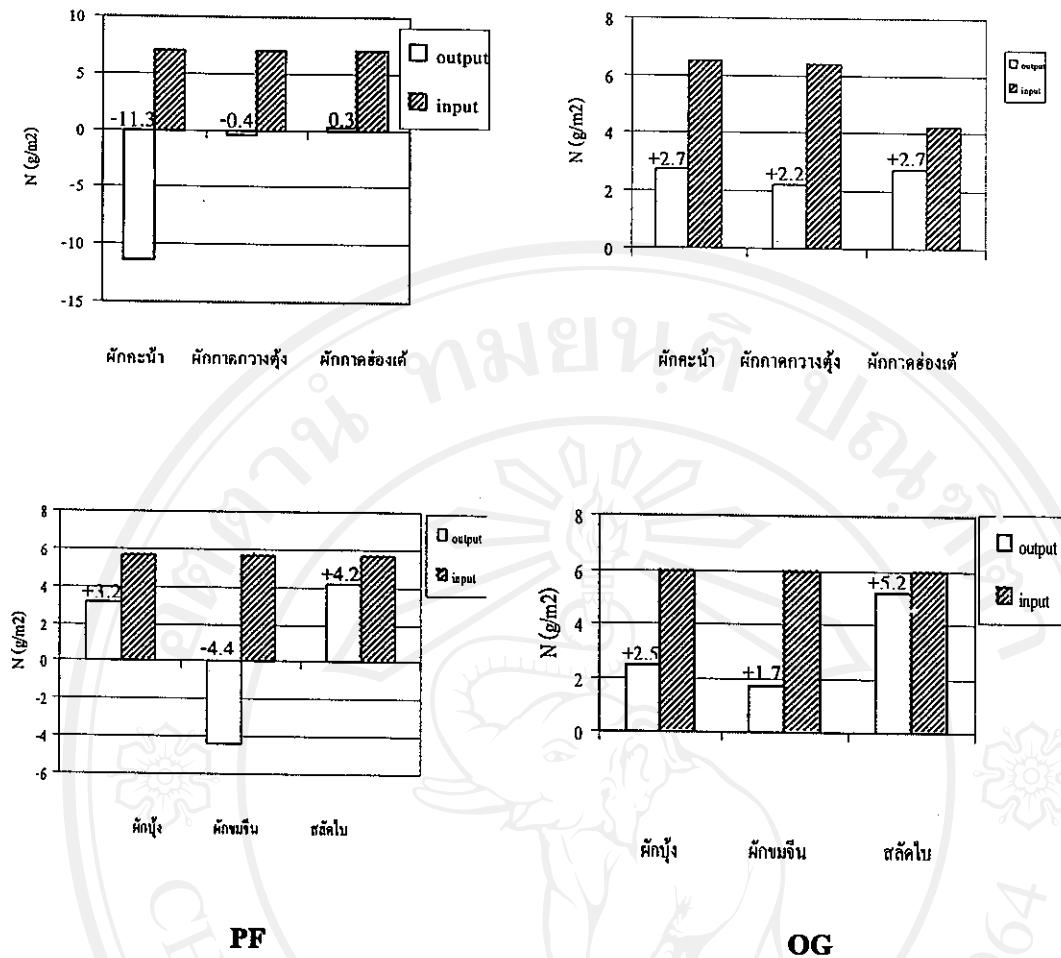 10
5
0
-5
-10
-15
N (g/m2)
-11.3
-0.4
0.3
output
input
ผักคะน้า
ผักกาดกวางตุ้ง
ผักกาดฮ่องเต้
8
6
4
2
0
N (g/m2)
+2.7
+2.2
+2.7
output
input
ผักคะน้า
ผักกาดกวางตุ้ง
ผักกาดฮ่องเต้
8
6
4
2
0
-2
-4
-6
N (g/m2)
+3.2
-4.4
+4.2
output
input
ผักบุ้ง
ผักขมจีน
สลัดใบ
8
6
4
2
0
N (g/m2)
+2.5
+1.7
+5.2
output
input
ผักบุ้ง
ผักขมจีน
สลัดใบ
PF
OG
964